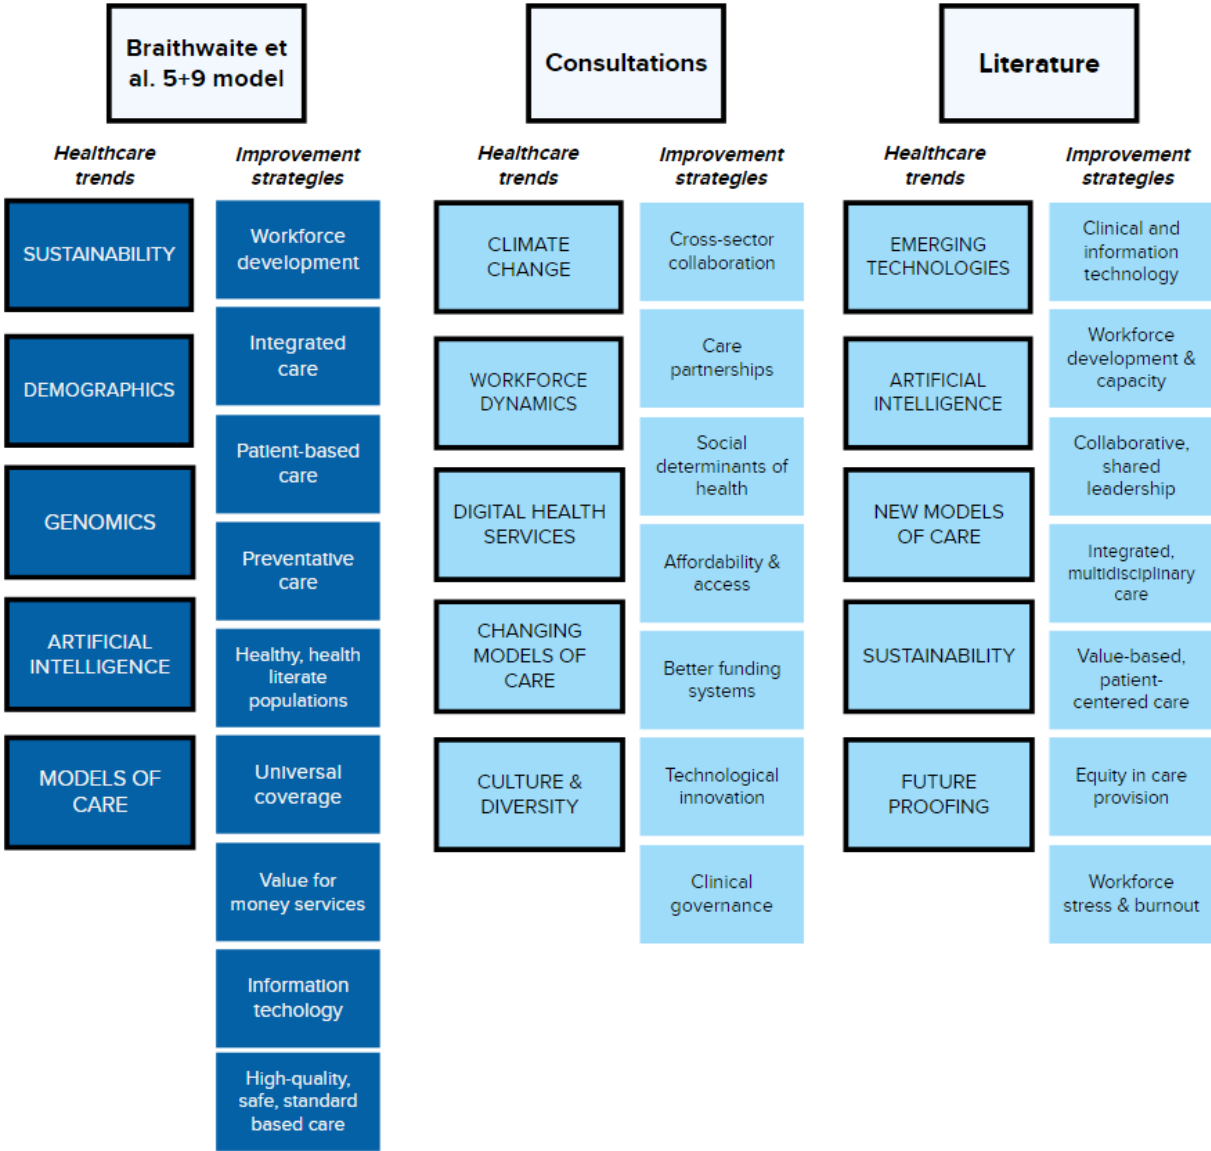 Braithwaite et
al. 5+9 model
Healthcare
trends
SUSTAINABILITY
DEMOGRAPHICS
GENOMICS
ARTIFICIAL
INTELLIGENCE
MODELS OF
CARE
Improvement
strategies
Workforce
development
Integrated
care
Patient-based
care
Preventative
care
Healthy, health
literate
populations
Universal
coverage
Value for
money services
Information
techology
High-quality,
safe, standard
based care
Consultations
Healthcare
trends
CLIMATE
CHANGE
WORKFORCE
DYNAMICS
DIGITAL HEALTH
SERVICES
CHANGING
MODELS OF
CARE
CULTURE &
DIVERSITY
Improvement
strategies
Cross-sector
collaboration
Care
partnerships
Social
determinants of
health
Affordability &
access
Better funding
systems
Technological
innovation
Clinical
governance
Literature
Healthcare
trends
EMERGING
TECHNOLOGIES
ARTIFICIAL
INTELLIGENCE
NEW MODELS
OF CARE
SUSTAINABILITY
FUTURE
PROOFING
Improvement
strategies
Clinical and
information
technology
Workforce
development &
capacity
Collaborative,
shared
leadership
Integrated,
multidisciplinary
care
Value-based,
patient-
centered care
Equity in care
provision
Workforce
stress & burnout